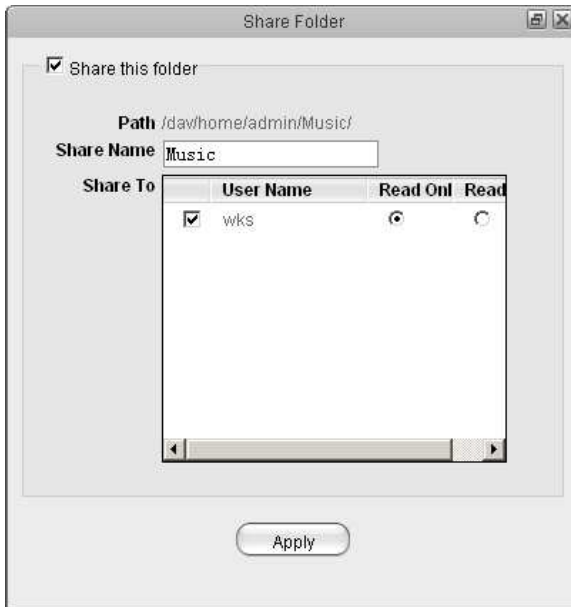 Share Folder
Share this folder
Path /dav/home/admin/Music/
Share Name Music
Share To
User Name Read Onl Read
wks
Apply